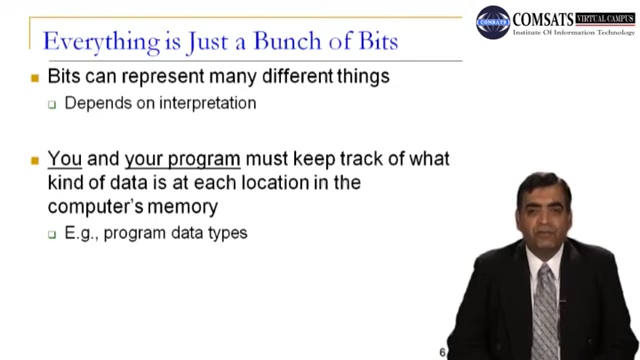 Everything is Just a Bunch of Bits
COMSATS VIRTUAL CAMPUS
Institute Of Information Technology
Bits can represent many different things
Depends on interpretation
You and your program must keep track of what
kind of data is at each location in the
computer's memory
E.g., program data types
6